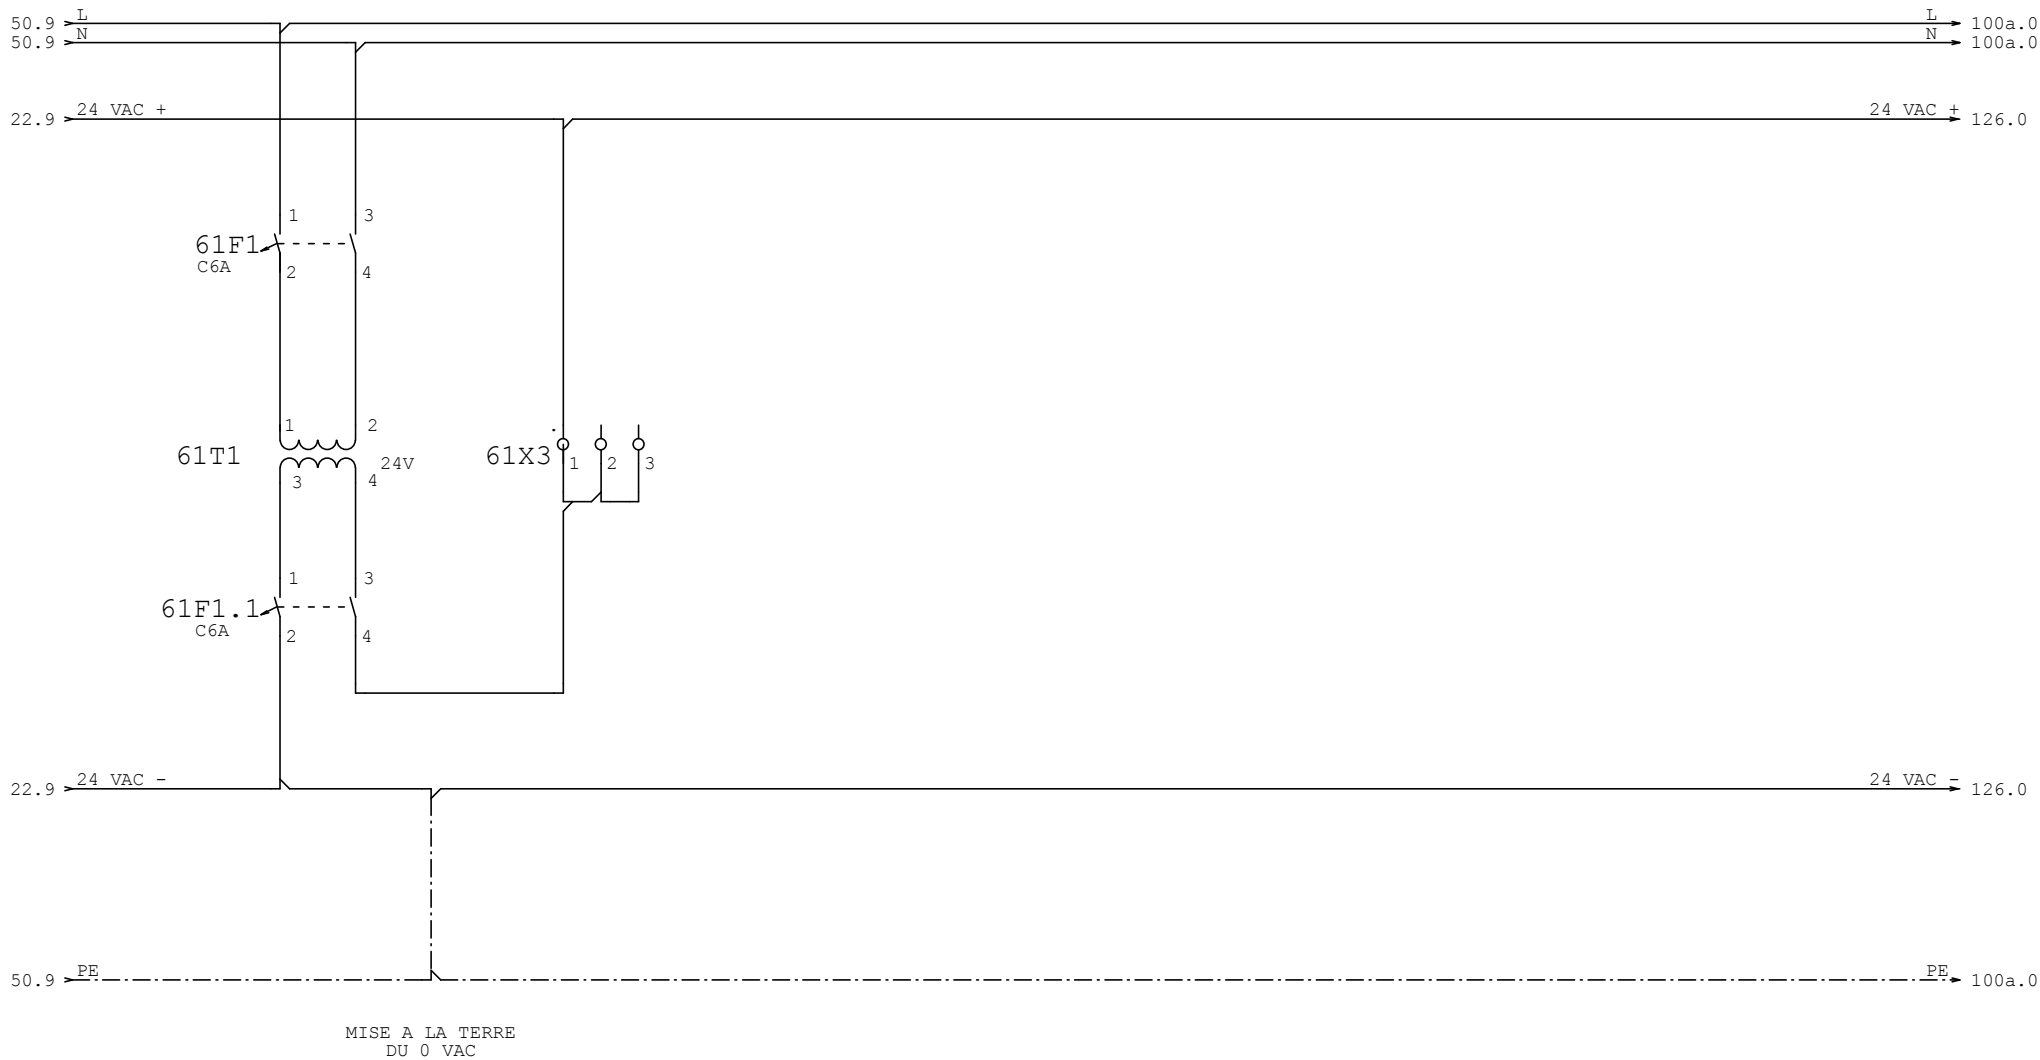 50.9 L L 100a.0
50.9 N N 100a.0
22.9 24 VAC + 24 VAC + 126.0
1 3
61F1
C6A
2 4
1 2
61T1 24V 61X3 1 2 3
3 4
1 3
61F1.1
C6A
2 4
22.9 24 VAC - 24 VAC - 126.0
50.9 PE PE 100a.0
MISE A LA TERRE
DU 0 VAC